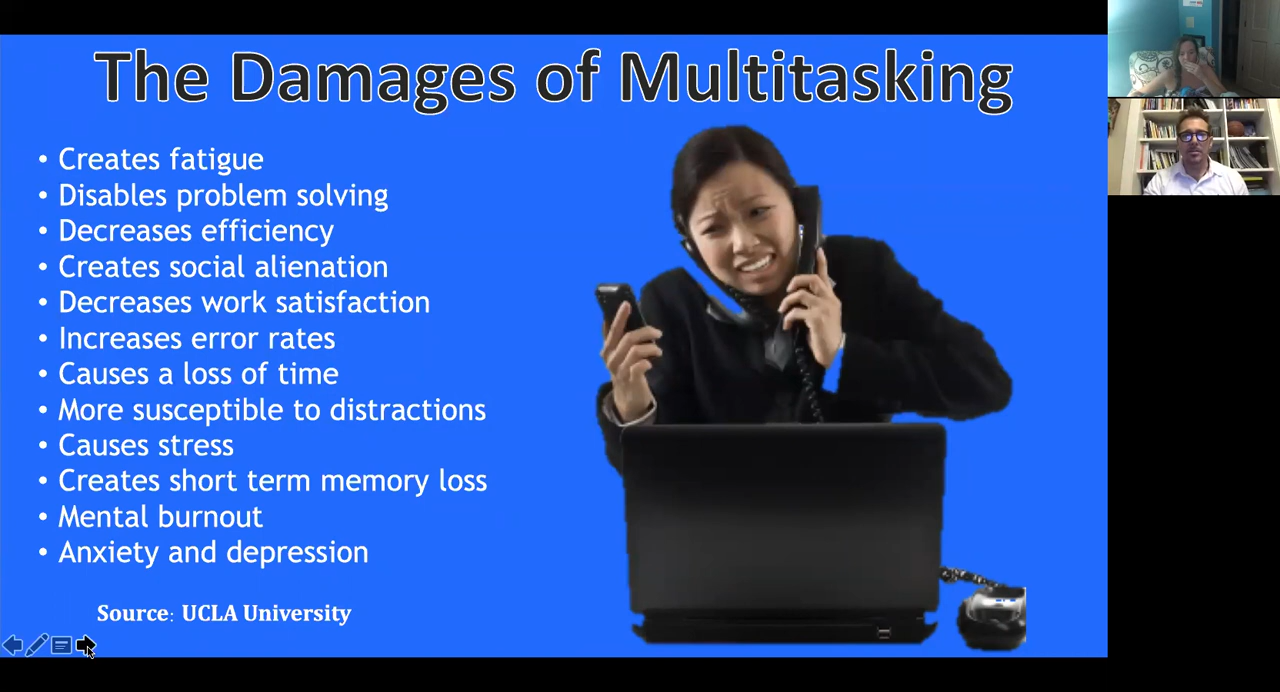 The Damages of Multitasking
• Creates fatigue
• Disables problem solving
• Decreases efficiency
• Creates social alienation
• Decreases work satisfaction
• Increases error rates
• Causes a loss of time
• More susceptible to distractions
• Causes stress
• Creates short term memory loss
• Mental burnout
• Anxiety and depression
Source: UCLA University